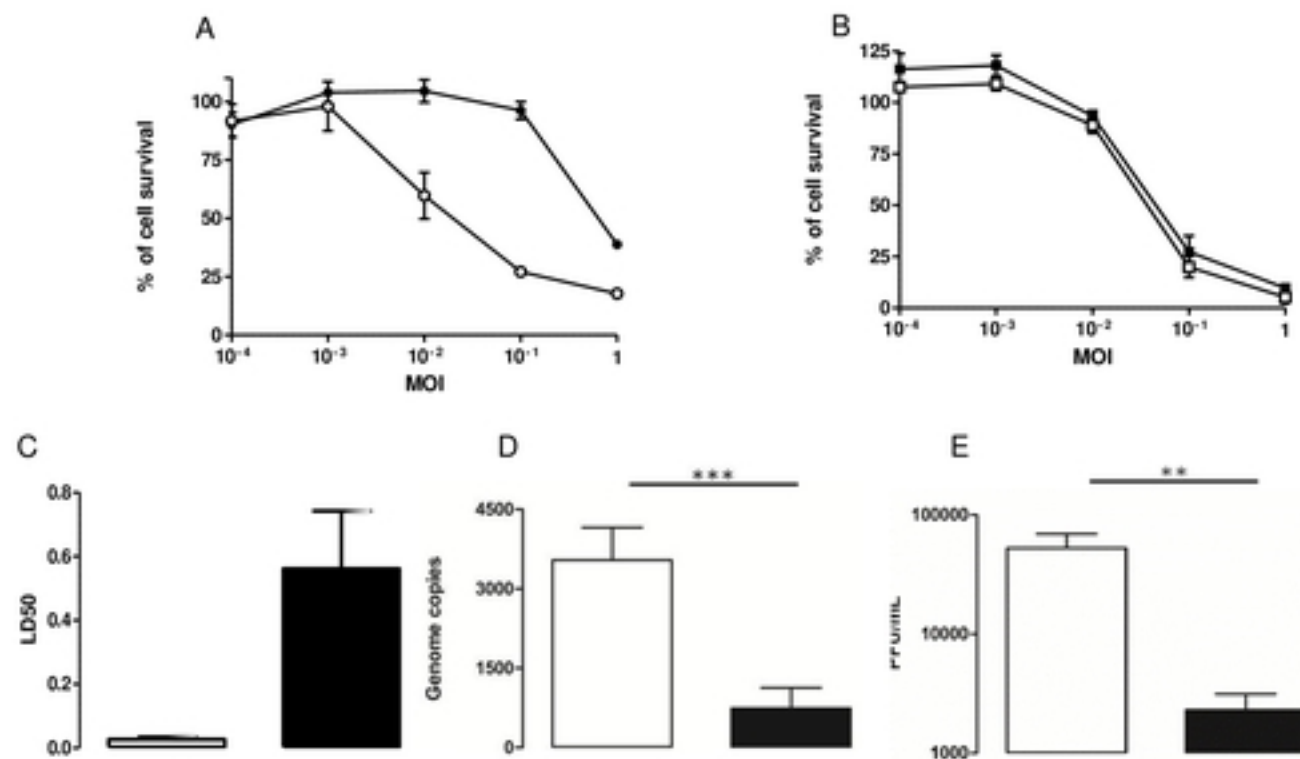 A
% of cell survival
100
75
50
25
0
10⁻⁴ 10⁻³ 10⁻² 10⁻¹ 1
MOI
B
% of cell survival
125
100
75
50
25
0
10⁻⁴ 10⁻³ 10⁻² 10⁻¹ 1
MOI
C
LD50
0.8
0.6
0.4
0.2
0.0
D
***
Genome copies
4500
3000
1500
0
E
**
100000
10000
1000